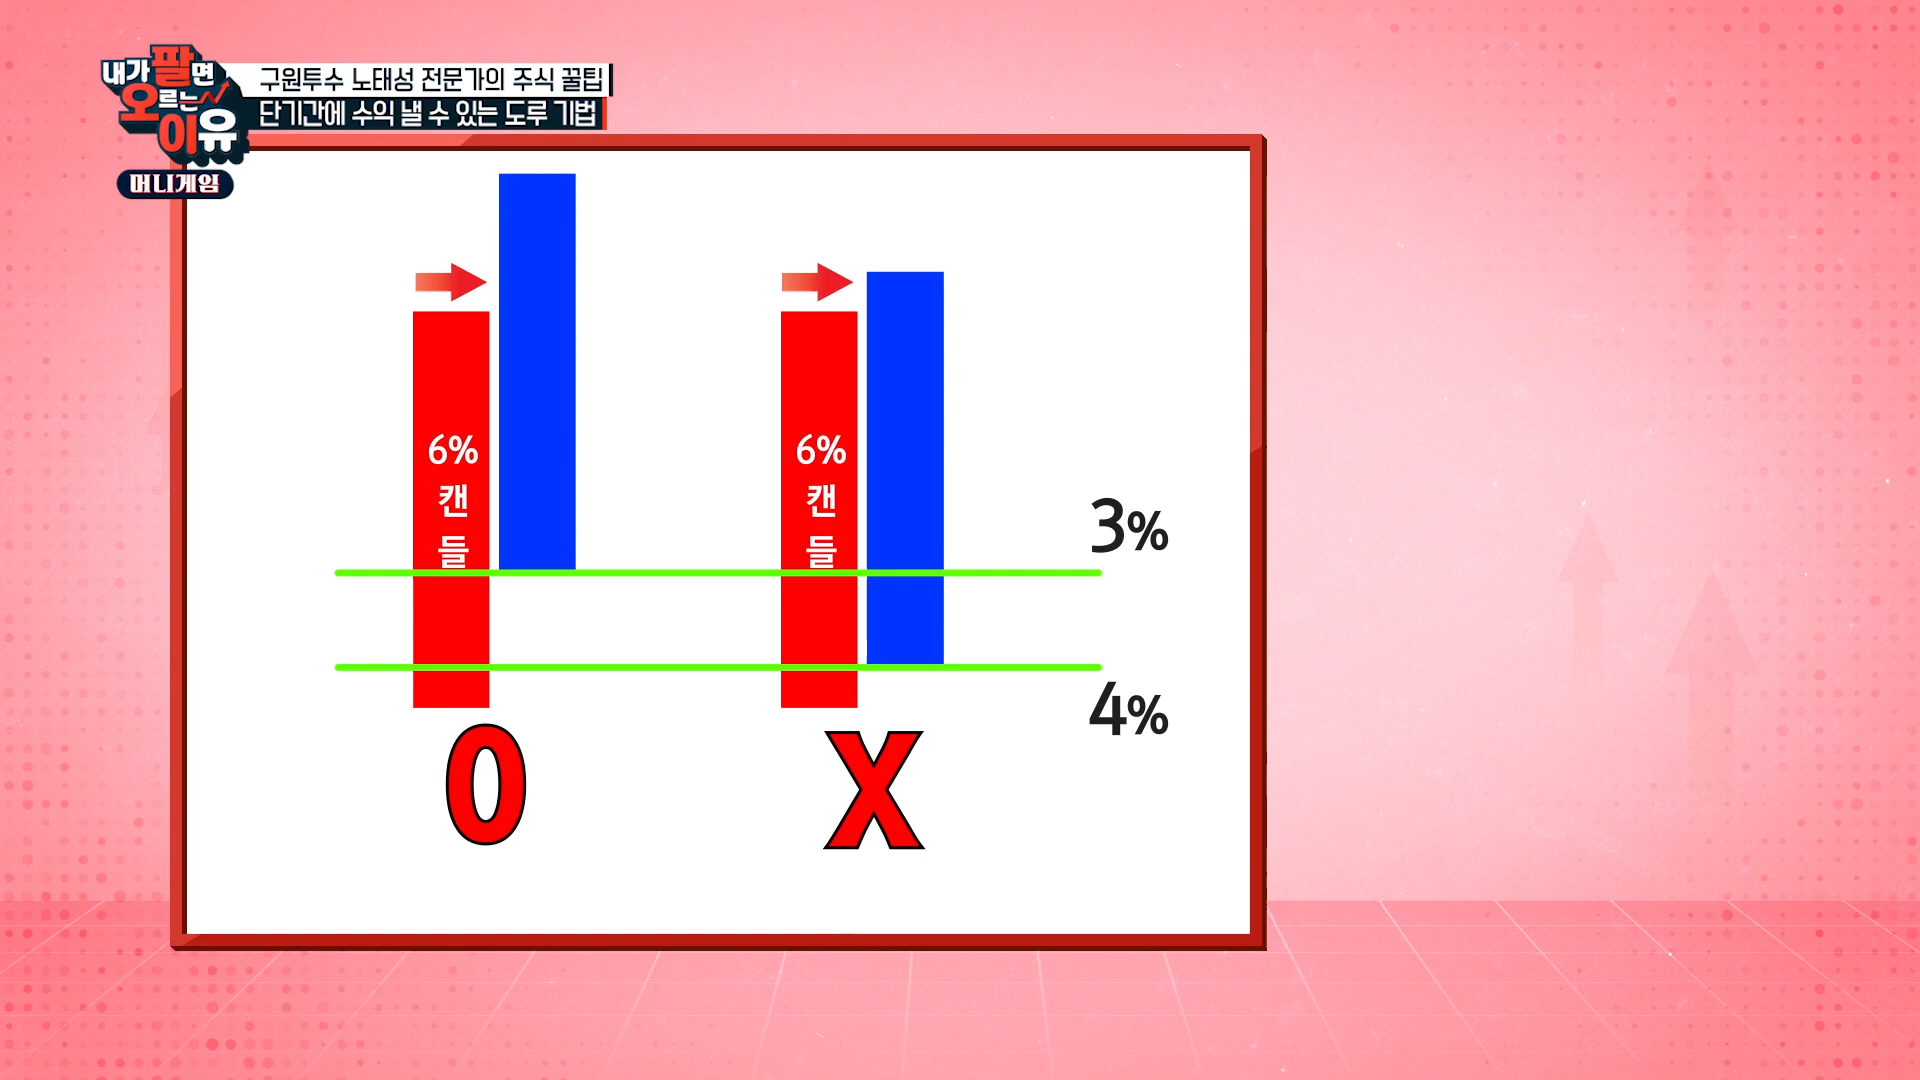 내가 팔면
오르는
이유
머니게임
구원투수 노태성 전문가의 주식 꿀팁
단기간에 수익 낼 수 있는 도루 기법
6%
캔
들
6%
캔
들
3%
4%
O
X